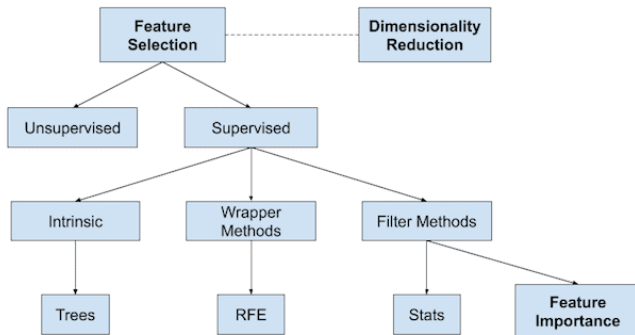 Feature
Selection
Dimensionality
Reduction
Unsupervised
Supervised
Intrinsic
Wrapper
Methods
Filter Methods
Trees
RFE
Stats
Feature
Importance